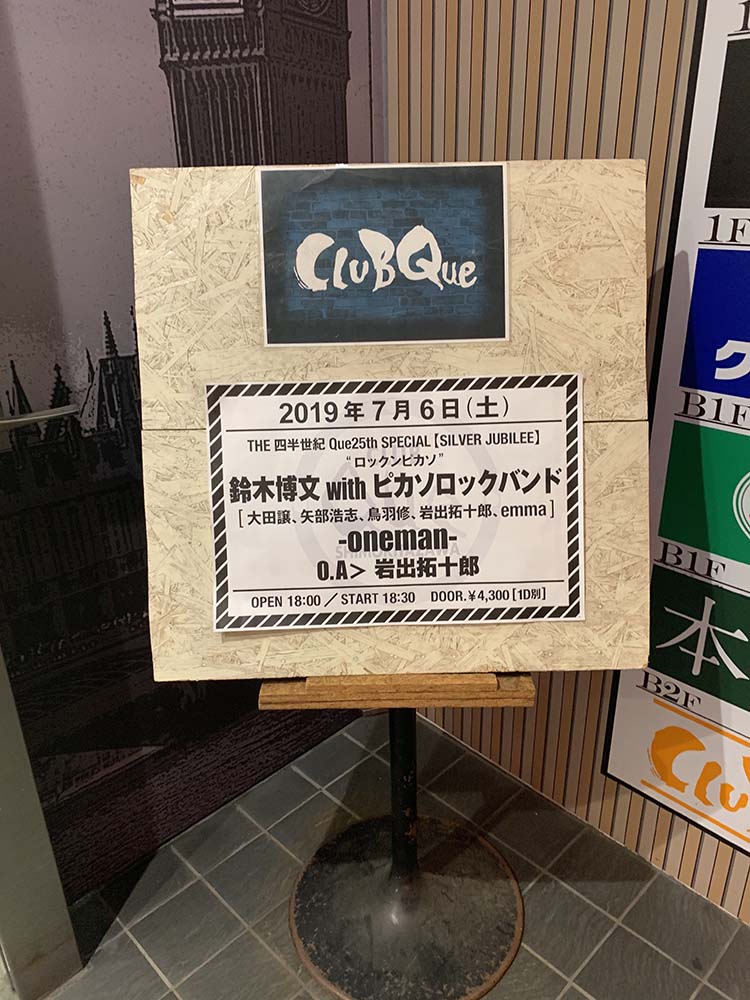 CLUB Que
2019年7月6日(土)
THE 四半世紀 Que25th SPECIAL【SILVER JUBILEE】
“ロックンピカソ”
鈴木博文 with ピカソロックバンド
[大田譲、矢部浩志、鳥羽修、岩出拓十郎、emma]
-oneman-
O.A> 岩出拓十郎
OPEN 18:00/START 18:30 DOOR.¥4,300[1D別]
SHIMOKITAZAWA
1F
ク
B1F
B1F
本
B2F
CLU